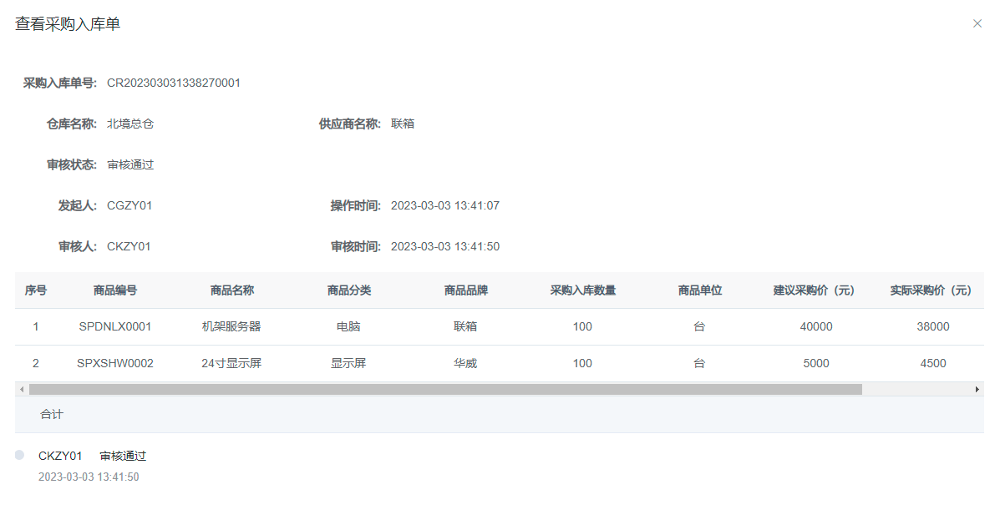 查看采购入库单
采购入库单号: CR202303031338270001
仓库名称: 北境总仓 供应商名称: 联箱
审核状态: 审核通过
发起人: CGZY01 操作时间: 2023-03-03 13:41:07
审核人: CKZY01 审核时间: 2023-03-03 13:41:50
序号 商品编号 商品名称 商品分类 商品品牌 采购入库数量 商品单位 建议采购价（元） 实际采购价（元）
1 SPDNLX0001 机架服务器 电脑 联箱 100 台 40000 38000
2 SPXSHW0002 24寸显示屏 显示屏 华威 100 台 5000 4500
合计
CKZY01 审核通过
2023-03-03 13:41:50